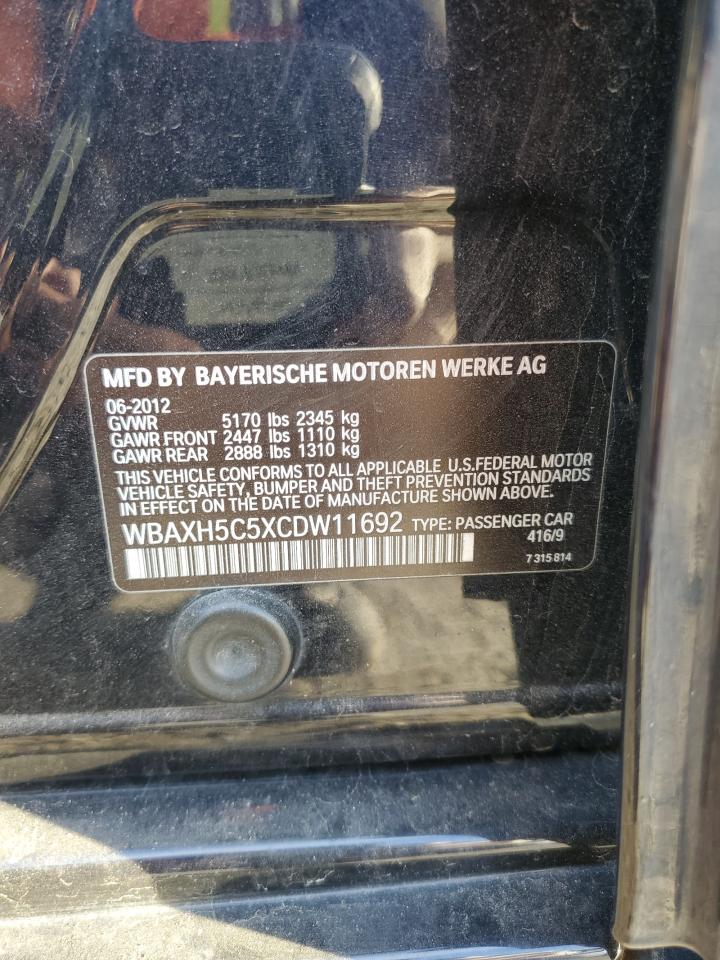 MFD BY BAYERISCHE MOTOREN WERKE AG
06-2012
GVWR 5170 lbs 2345 kg
GAWR FRONT 2447 lbs 1110 kg
GAWR REAR 2888 lbs 1310 kg
THIS VEHICLE CONFORMS TO ALL APPLICABLE U.S.FEDERAL MOTOR
VEHICLE SAFETY, BUMPER AND THEFT PREVENTION STANDARDS
IN EFFECT ON THE DATE OF MANUFACTURE SHOWN ABOVE.
WBAXH5C5XCDW11692 TYPE: PASSENGER CAR
416/9
7 315 814